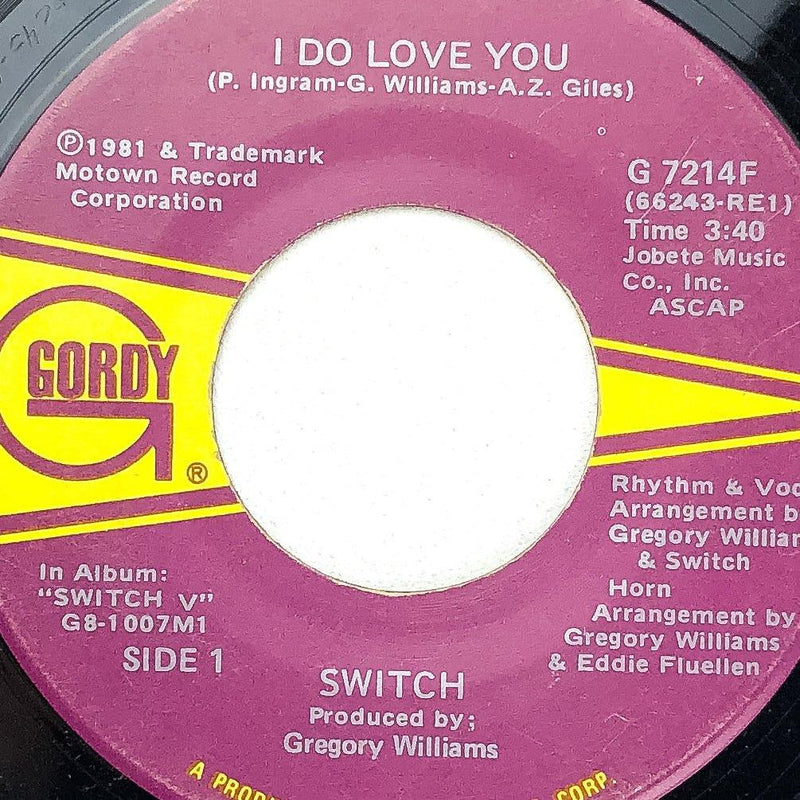 I DO LOVE YOU
(P. Ingram-G. Williams-A.Z. Giles)
℗1981 & Trademark
Motown Record
Corporation
G 7214F
(66243-RE1)
Time 3:40
Jobete Music
Co., Inc.
ASCAP
GORDY
®
Rhythm &
Arrangement
Gregory
& Switch
Horn
Arrangement by
Gregory Williams
& Eddie Fluellen
In Album:
"SWITCH V"
G8-1007M1
SIDE 1
SWITCH
Produced by;
Gregory Williams
A CORP.